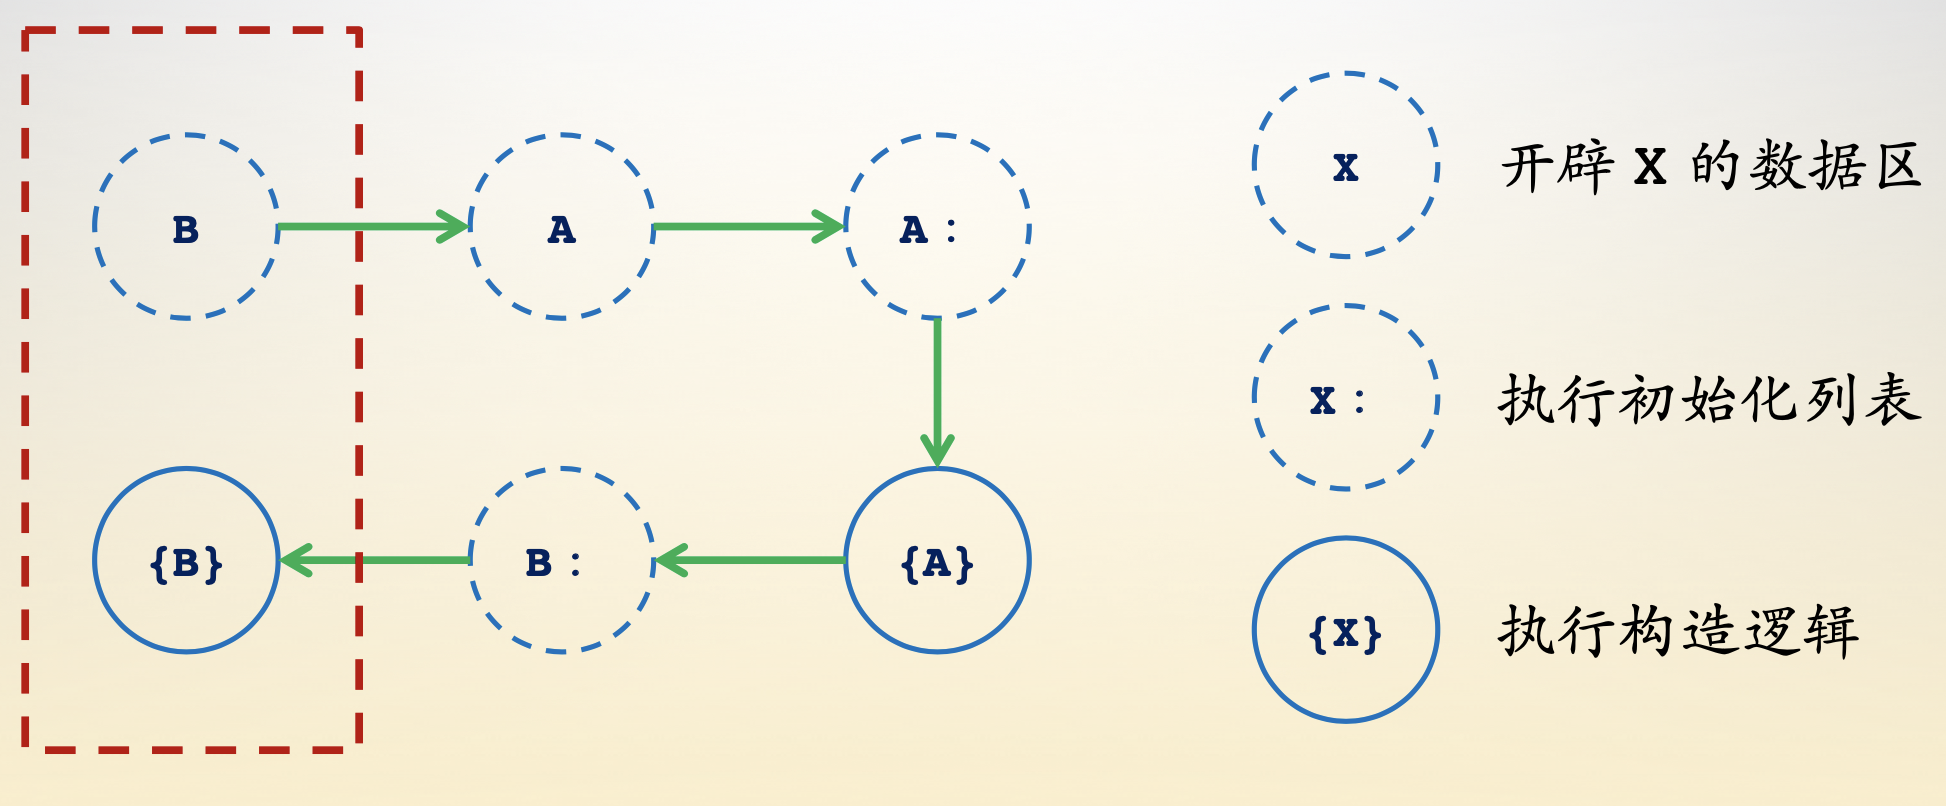 B
A
A :
{B}
B :
{A}
X
开辟 X 的数据区
X :
执行初始化列表
{X}
执行构造逻辑